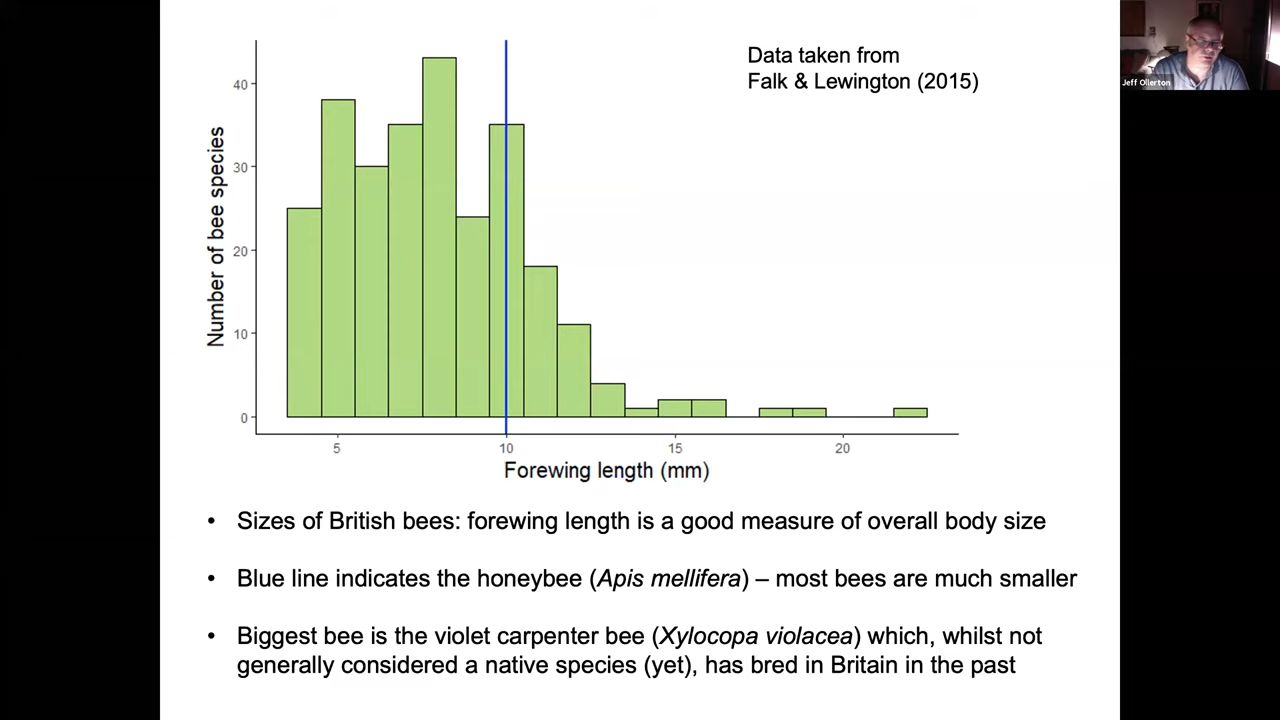 Data taken from
Falk & Lewington (2015)
Jeff Ollerton
Number of bee species
40
30
20
10
0
5
10
15
20
Forewing length (mm)
• Sizes of British bees: forewing length is a good measure of overall body size
• Blue line indicates the honeybee (Apis mellifera) – most bees are much smaller
• Biggest bee is the violet carpenter bee (Xylocopa violacea) which, whilst not
generally considered a native species (yet), has bred in Britain in the past